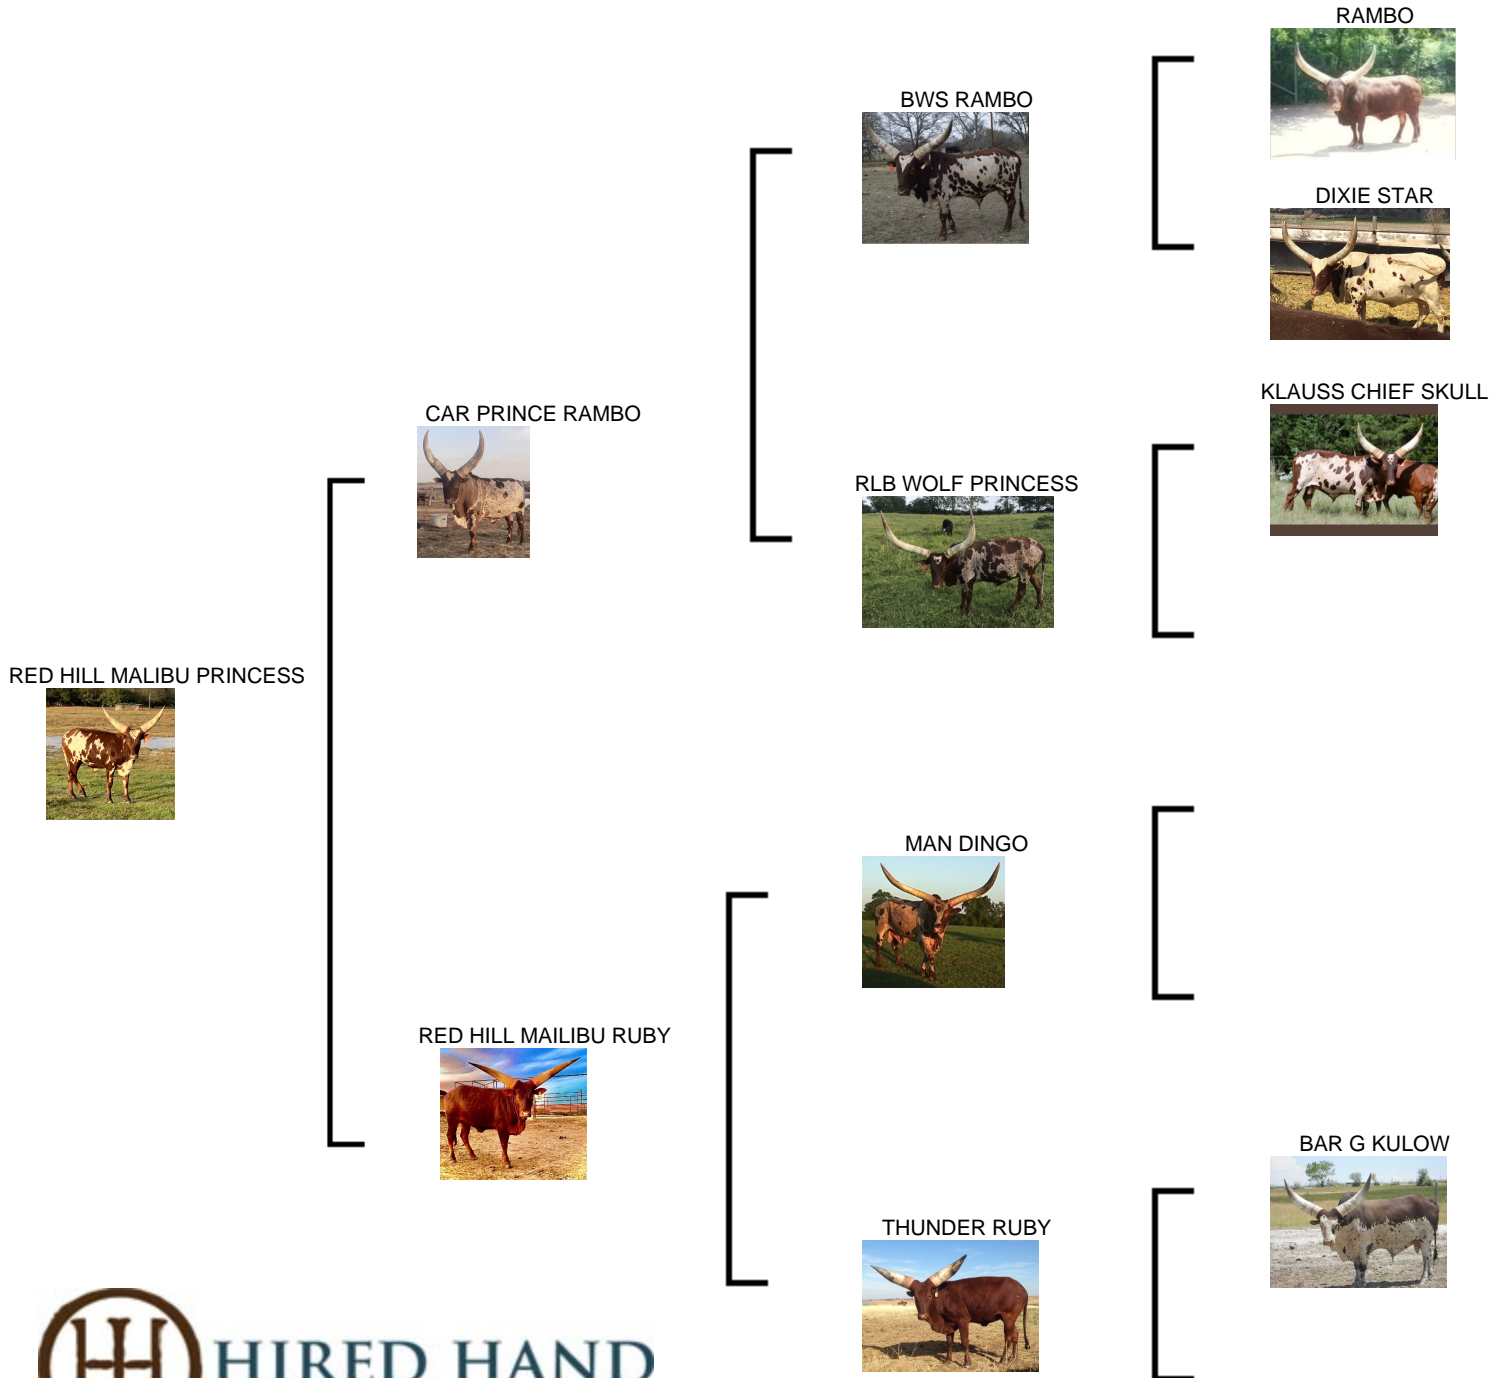 RAMBO
BWS RAMBO
DIXIE STAR
KLAUSS CHIEF SKULL
CAR PRINCE RAMBO
RLB WOLF PRINCESS
RED HILL MALIBU PRINCESS
MAN DINGO
RED HILL MAILIBU RUBY
BAR G KULOW
THUNDER RUBY
HIRED HAND